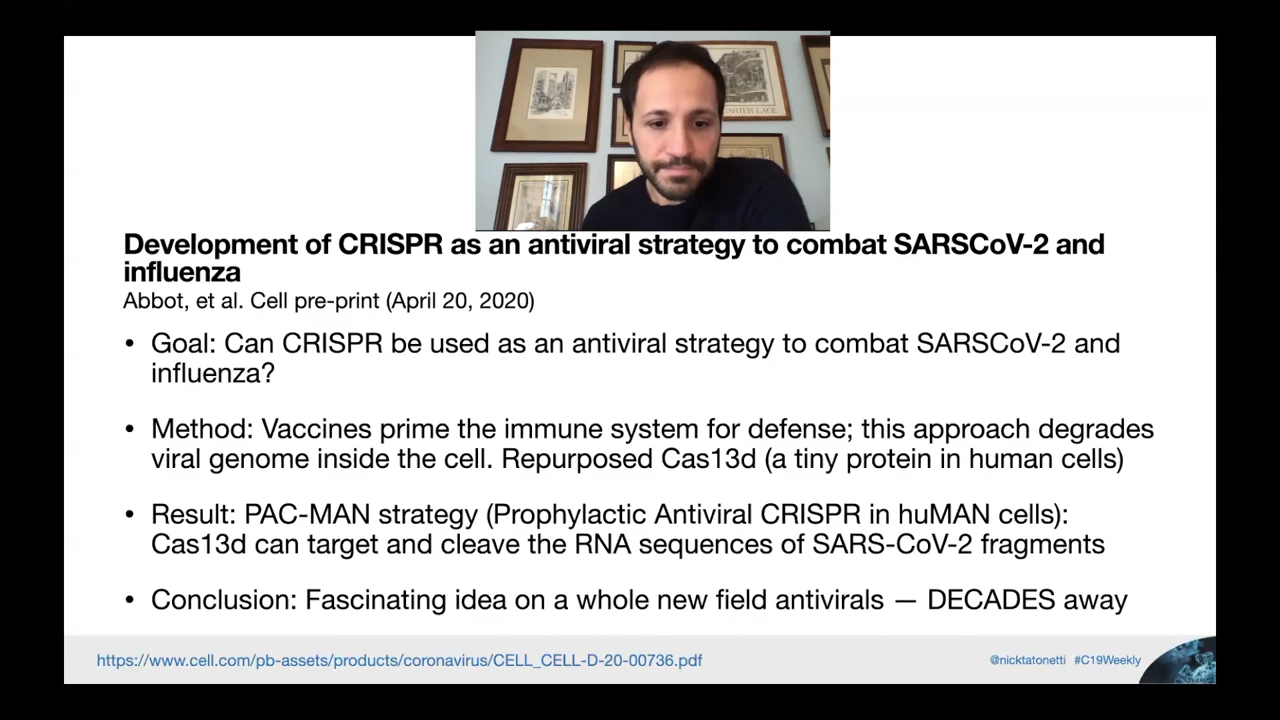 ARTER LACE
Development of CRISPR as an antiviral strategy to combat SARSCoV-2 and
influenza
Abbot, et al. Cell pre-print (April 20, 2020)
• Goal: Can CRISPR be used as an antiviral strategy to combat SARSCoV-2 and
influenza?
• Method: Vaccines prime the immune system for defense; this approach degrades
viral genome inside the cell. Repurposed Cas13d (a tiny protein in human cells)
• Result: PAC-MAN strategy (Prophylactic Antiviral CRISPR in huMAN cells):
Cas13d can target and cleave the RNA sequences of SARS-CoV-2 fragments
• Conclusion: Fascinating idea on a whole new field antivirals — DECADES away
https://www.cell.com/pb-assets/products/coronavirus/CELL_CELL-D-20-00736.pdf
@nicktatonetti #C19Weekly